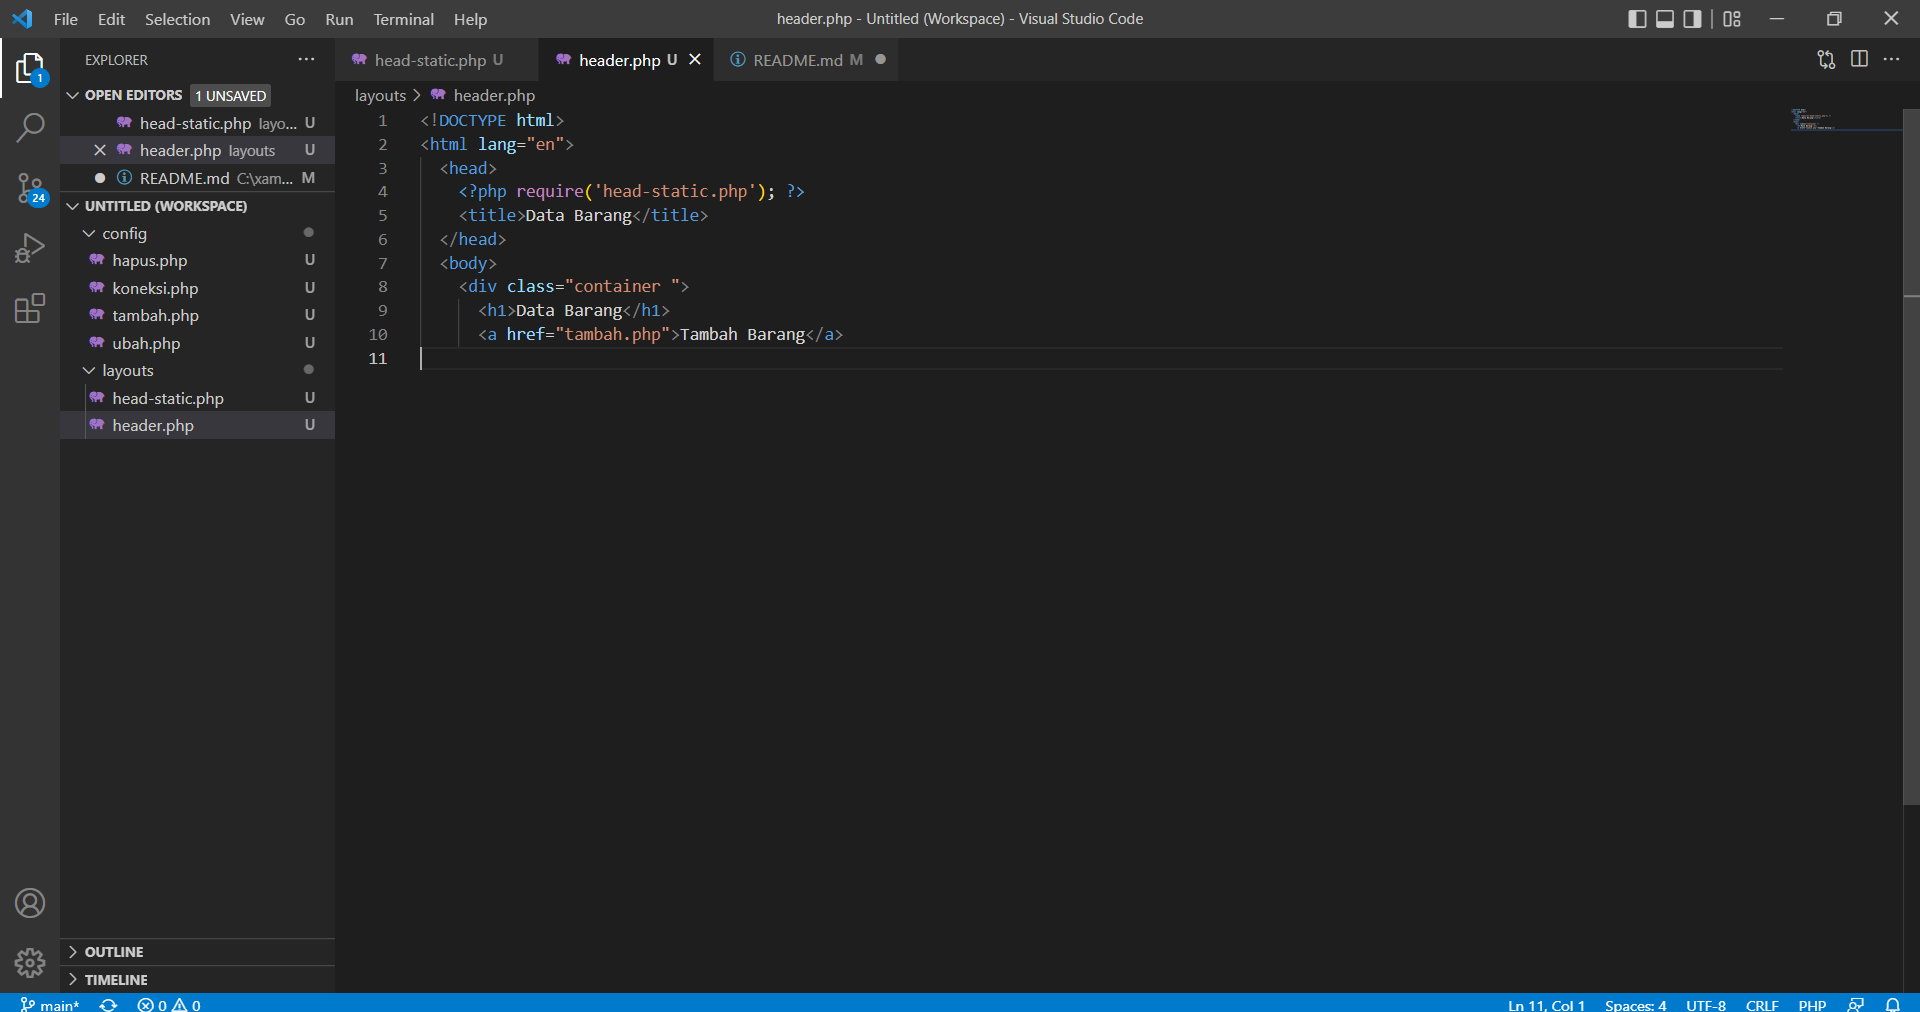 File Edit Selection View Go Run Terminal Help header.php - Untitled (Workspace) - Visual Studio Code
EXPLORER ...
head-static.php U header.php U README.md M
OPEN EDITORS 1 UNSAVED
head-static.php layo... U
header.php layouts U
README.md C:\xam... M
UNTITLED (WORKSPACE)
config
hapus.php U
koneksi.php U
tambah.php U
ubah.php U
layouts
head-static.php U
header.php U
OUTLINE
TIMELINE
1
24
layouts > header.php
1 <!DOCTYPE html>
2 <html lang="en">
3 <head>
4 <?php require('head-static.php'); ?>
5 <title>Data Barang</title>
6 </head>
7 <body>
8 <div class="container ">
9 <h1>Data Barang</h1>
10 <a href="tambah.php">Tambah Barang</a>
11
main* 0 0 Ln 11, Col 1 Spaces: 4 UTF-8 CRLF PHP